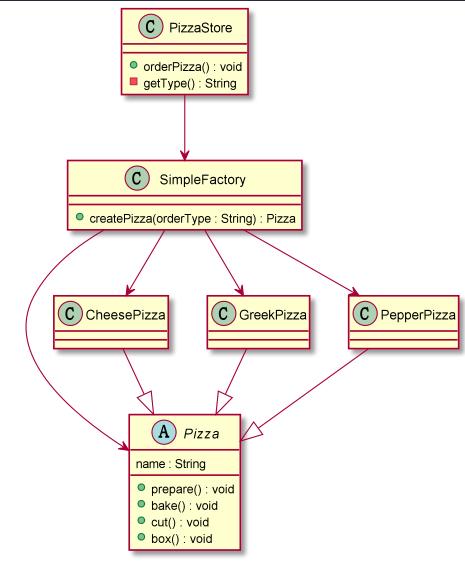 C PizzaStore
orderPizza() : void
getType() : String
C SimpleFactory
createPizza(orderType : String) : Pizza
C CheesePizza
C GreekPizza
C PepperPizza
A Pizza
name : String
prepare() : void
bake() : void
cut() : void
box() : void